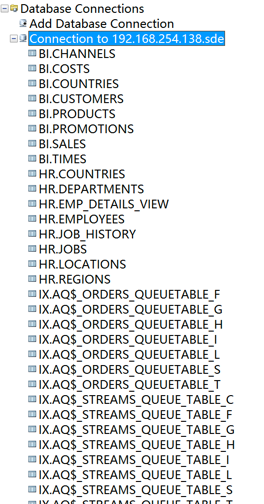 Database Connections
Add Database Connection
Connection to 192.168.254.138.sde
BI.CHANNELS
BI.COSTS
BI.COUNTRIES
BI.CUSTOMERS
BI.PRODUCTS
BI.PROMOTIONS
BI.SALES
BI.TIMES
HR.COUNTRIES
HR.DEPARTMENTS
HR.EMP_DETAILS_VIEW
HR.EMPLOYEES
HR.JOB_HISTORY
HR.JOBS
HR.LOCATIONS
HR.REGIONS
IX.AQ$_ORDERS_QUEUETABLE_F
IX.AQ$_ORDERS_QUEUETABLE_G
IX.AQ$_ORDERS_QUEUETABLE_H
IX.AQ$_ORDERS_QUEUETABLE_I
IX.AQ$_ORDERS_QUEUETABLE_L
IX.AQ$_ORDERS_QUEUETABLE_S
IX.AQ$_ORDERS_QUEUETABLE_T
IX.AQ$_STREAMS_QUEUE_TABLE_C
IX.AQ$_STREAMS_QUEUE_TABLE_F
IX.AQ$_STREAMS_QUEUE_TABLE_G
IX.AQ$_STREAMS_QUEUE_TABLE_H
IX.AQ$_STREAMS_QUEUE_TABLE_I
IX.AQ$_STREAMS_QUEUE_TABLE_L
IX.AQ$_STREAMS_QUEUE_TABLE_S